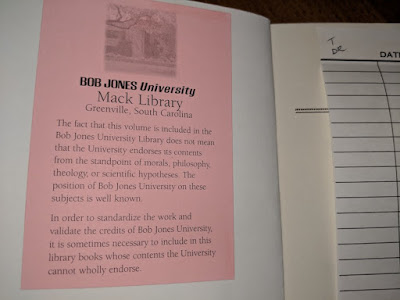 BOB JONES University
Mack Library
Greenville, South Carolina
The fact that this volume is included in the
Bob Jones University Library does not mean
that the University endorses its contents
from the standpoint of morals, philosophy,
theology, or scientific hypotheses. The
position of Bob Jones University on these
subjects is well known.
In order to standardize the work and
validate the credits of Bob Jones University,
it is sometimes necessary to include in this
library books whose contents the University
cannot wholly endorse.
T
DR
DAT